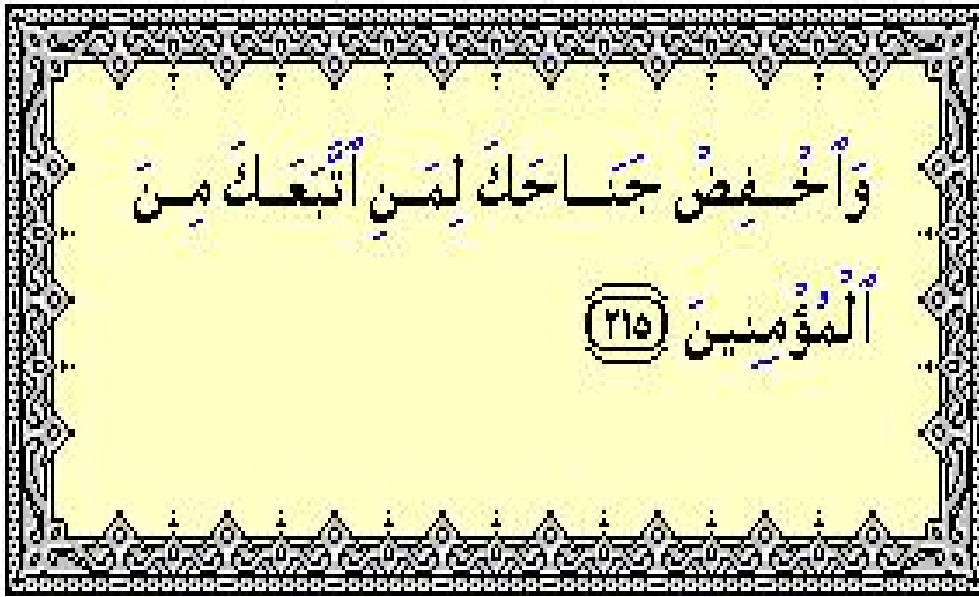 وَٱخْفِضْ جَنَاحَكَ لِمَنِ ٱتَّبَعَكَ مِنَ
ٱلْمُؤْمِنِينَ ٢١٥